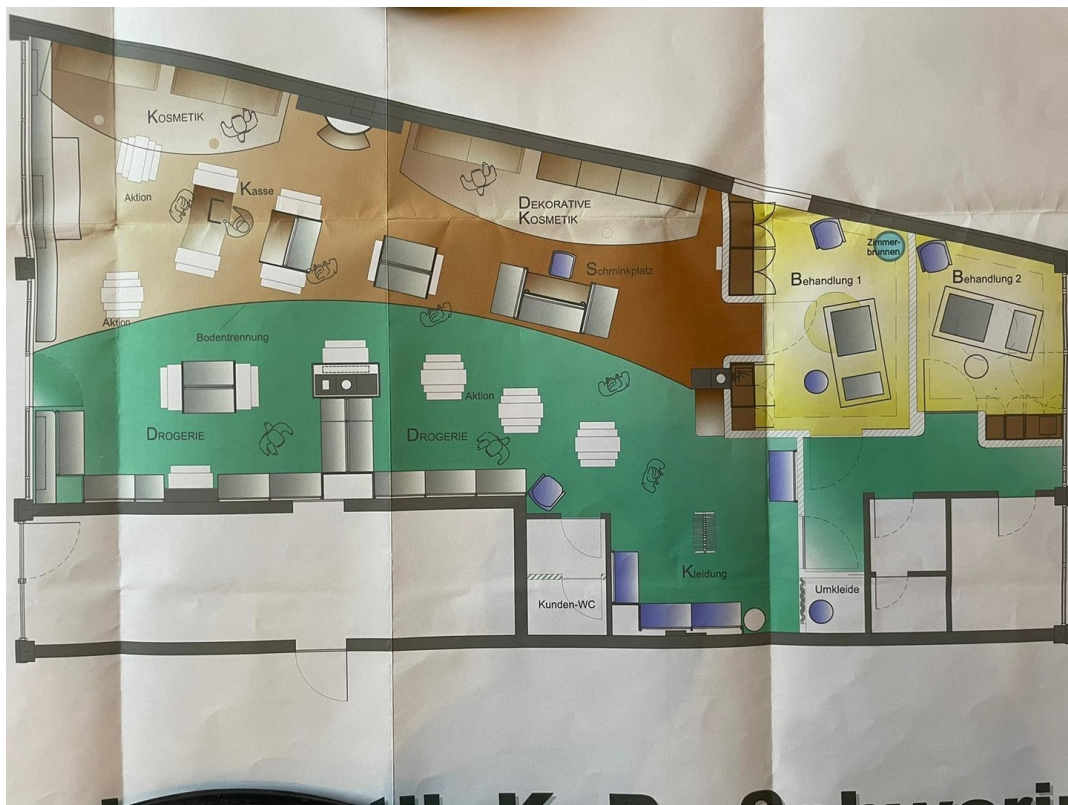 KOSMETIK
Aktion
Kasse
DEKORATIVE
KOSMETIK
Schminkplatz
Zimmer-
brunnen
Behandlung 1
Behandlung 2
Aktion
Bodentrennung
Aktion
DROGERIE
DROGERIE
Kleidung
Kunden-WC
Umkleide